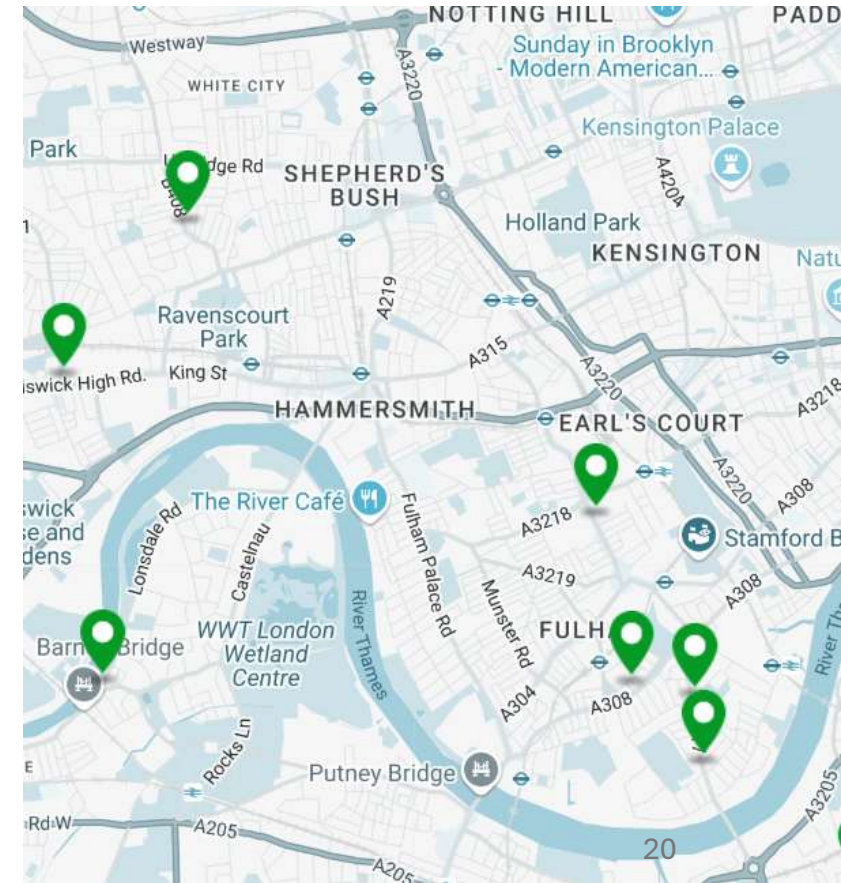 NOTTING HILL
PADD
Westway
A3220
Sunday in Brooklyn
- Modern American...
WHITE CITY
Kensington Palace
Park
dge Rd
SHEPHERD'S
BUSH
A4204
B408
Holland Park
1
KENSINGTON
Natu
A219
Ravenscourt
Park
A315
iswick High Rd.
King St
A3220
A3218
HAMMERSMITH
EARL'S COURT
A3220
A308
swick
se and
dens
The River Café
Lonsdale Rd
Castelnau
Fulham Palace Rd
A3218
Stamford B
A3219
A308
River Thames
Munster Rd
WWT London
Wetland
Centre
FULHA
Barn Bridge
River Th
A304
A308
Rocks Ln
E
Putney Bridge
A3205
Rd W
A205
20
A205